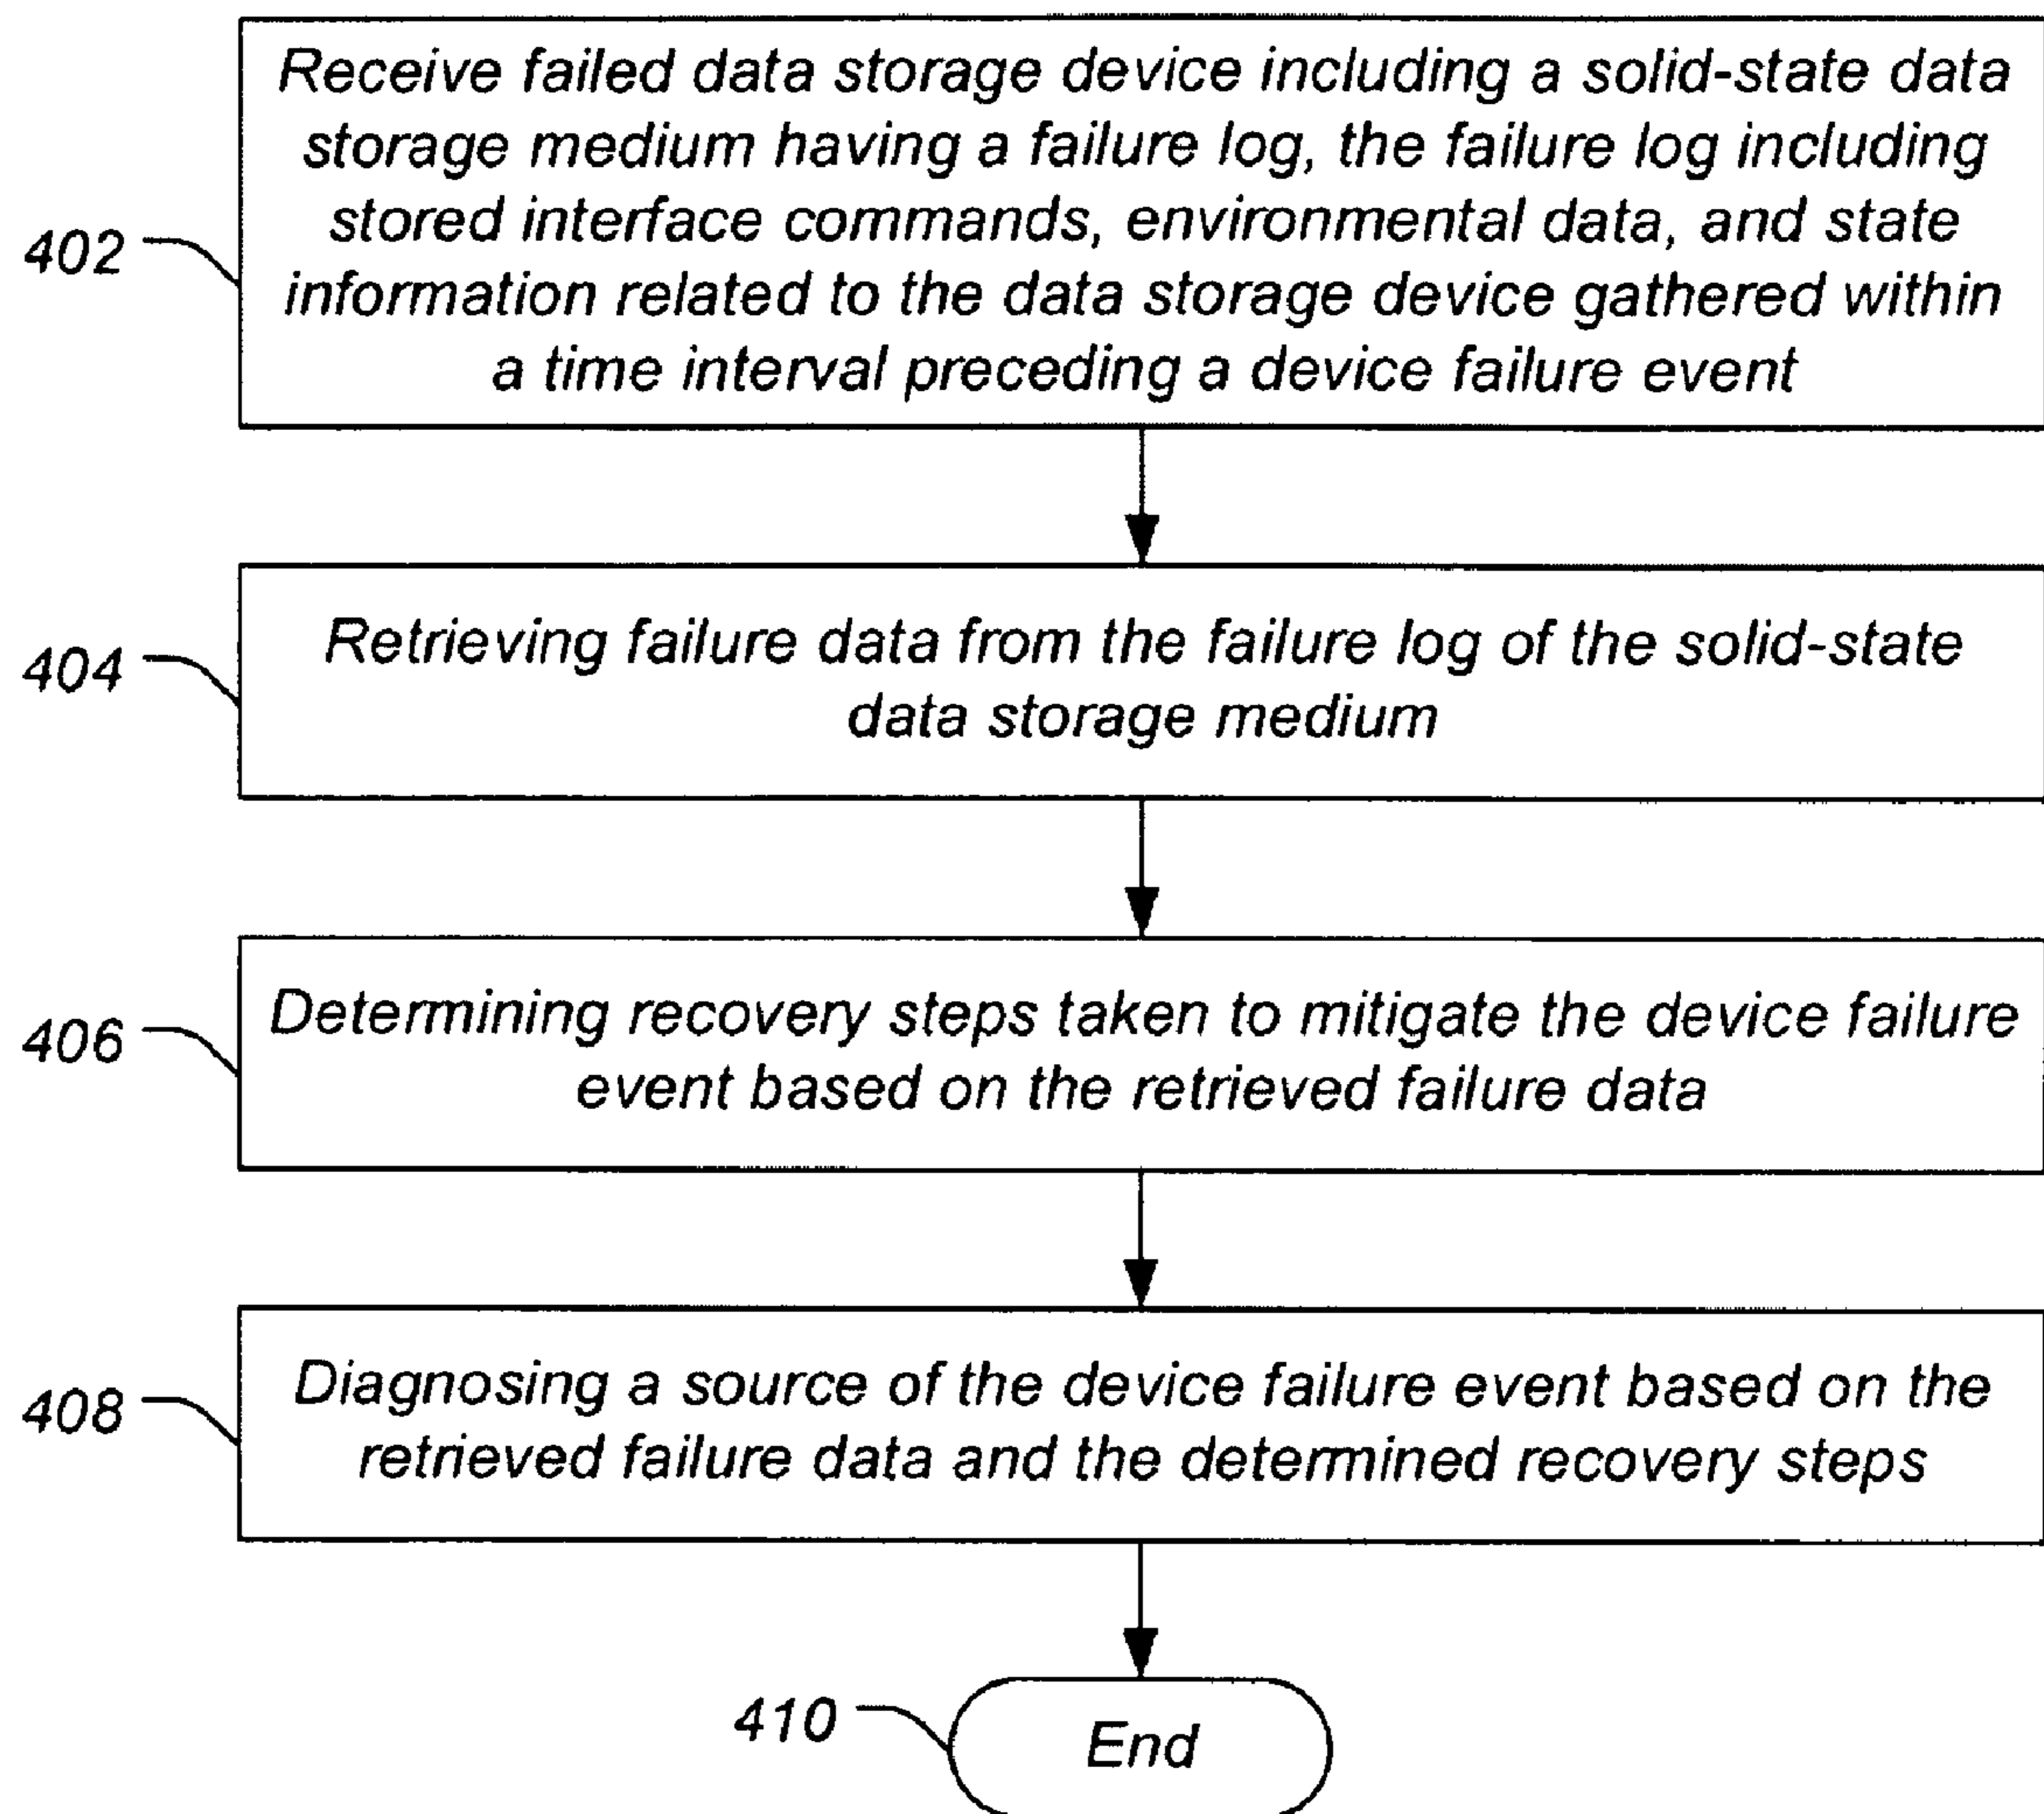 Receive failed data storage device including a solid-state data
storage medium having a failure log, the failure log including
stored interface commands, environmental data, and state
information related to the data storage device gathered within
a time interval preceding a device failure event
402
Retrieving failure data from the failure log of the solid-state
data storage medium
404
Determining recovery steps taken to mitigate the device failure
event based on the retrieved failure data
406
Diagnosing a source of the device failure event based on the
retrieved failure data and the determined recovery steps
408
410
End